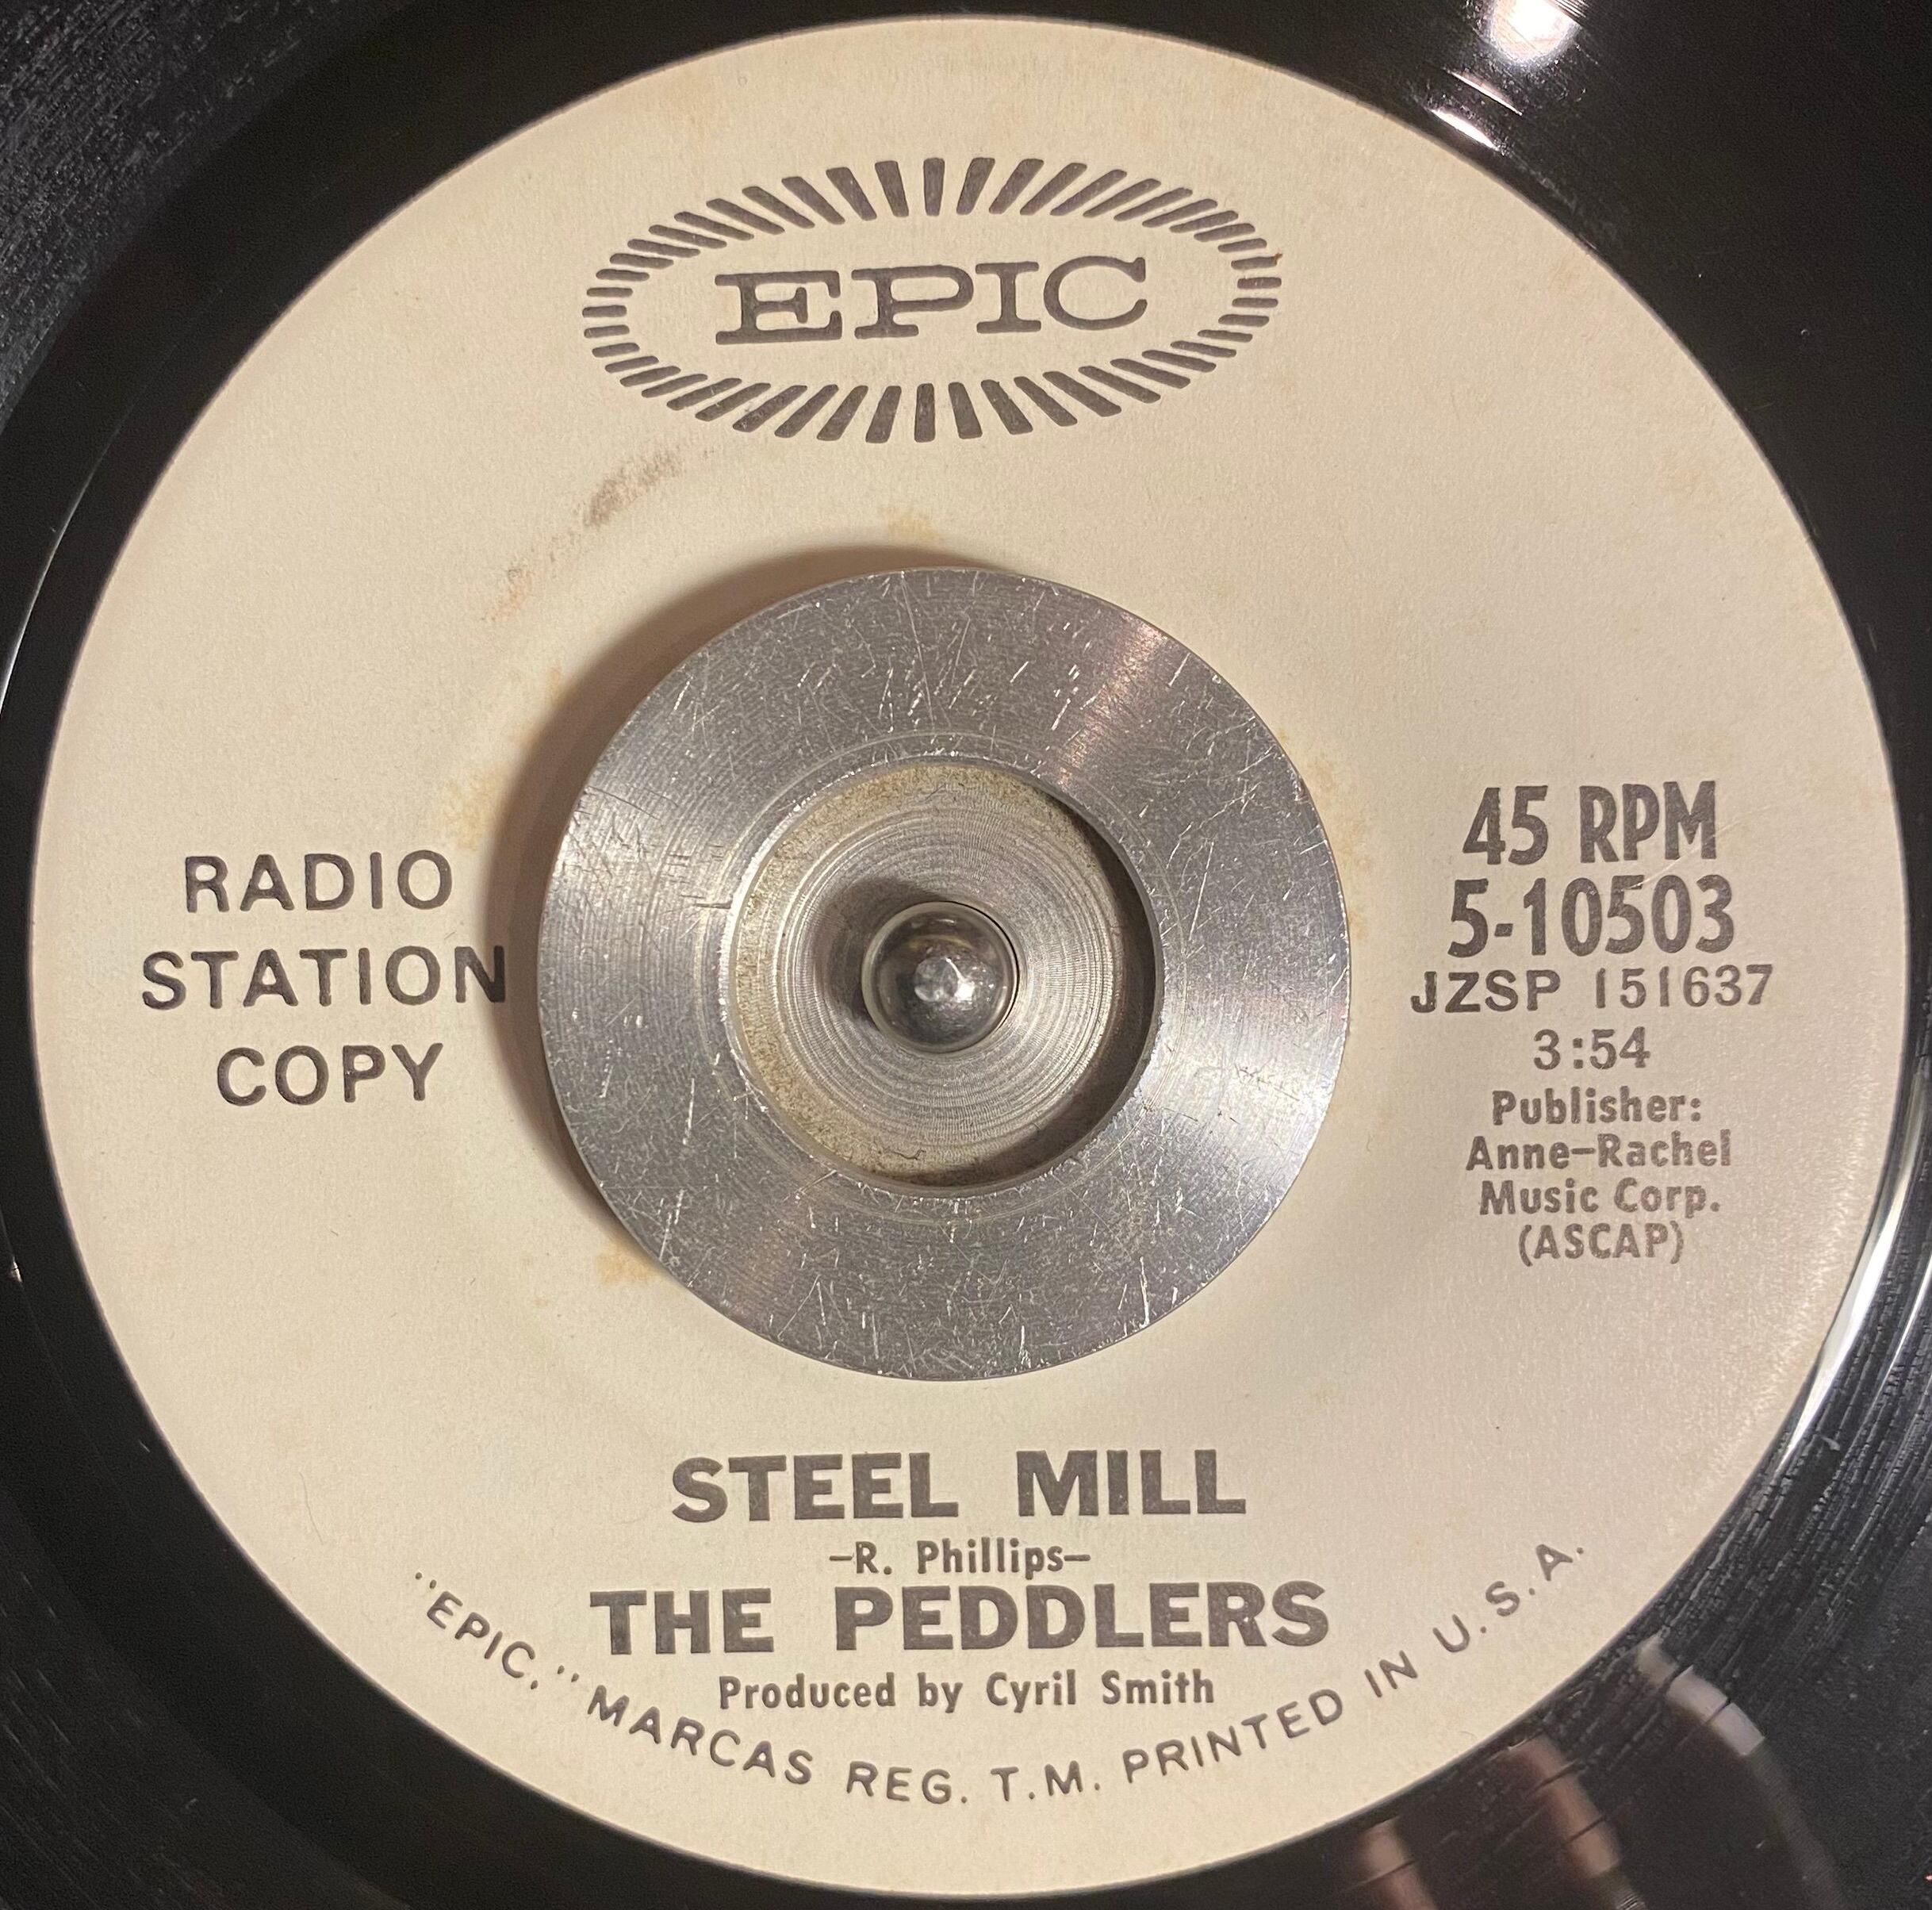 EPIC
RADIO
STATION
COPY
45 RPM
5-10503
JZSP 151637
3:54
Publisher:
Anne-Rachel
Music Corp.
(ASCAP)
STEEL MILL
-R. Phillips-
THE PEDDLERS
Produced by Cyril Smith
"EPIC," MARCAS REG. T.M. PRINTED IN U.S.A.